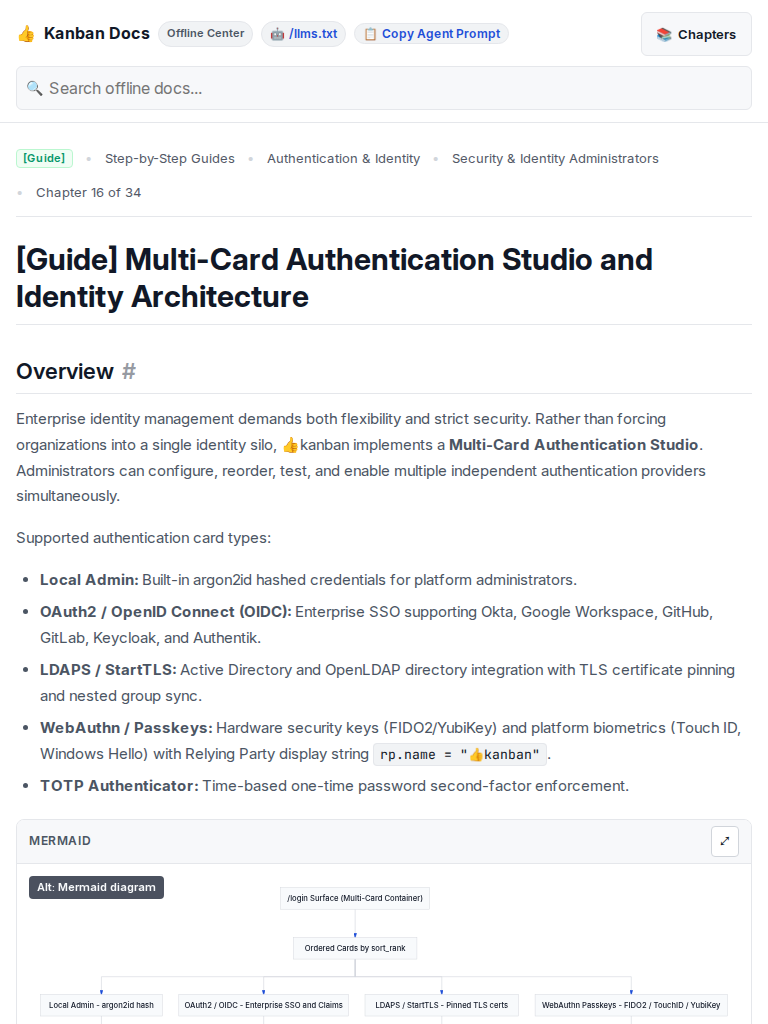 👍 Kanban Docs Offline Center 🤖 /llms.txt 📋 Copy Agent Prompt 📚 Chapters
🔍 Search offline docs...
[Guide] • Step-by-Step Guides • Authentication & Identity • Security & Identity Administrators
• Chapter 16 of 34
[Guide] Multi-Card Authentication Studio and
Identity Architecture
Overview #
Enterprise identity management demands both flexibility and strict security. Rather than forcing
organizations into a single identity silo, 👍kanban implements a Multi-Card Authentication Studio.
Administrators can configure, reorder, test, and enable multiple independent authentication providers
simultaneously.
Supported authentication card types:
• Local Admin: Built-in argon2id hashed credentials for platform administrators.
• OAuth2 / OpenID Connect (OIDC): Enterprise SSO supporting Okta, Google Workspace, GitHub,
GitLab, Keycloak, and Authentik.
• LDAPS / StartTLS: Active Directory and OpenLDAP directory integration with TLS certificate pinning
and nested group sync.
• WebAuthn / Passkeys: Hardware security keys (FIDO2/YubiKey) and platform biometrics (Touch ID,
Windows Hello) with Relying Party display string rp.name = "👍kanban".
• TOTP Authenticator: Time-based one-time password second-factor enforcement.
MERMAID
Alt: Mermaid diagram
/login Surface (Multi-Card Container)
Ordered Cards by sort_rank
Local Admin - argon2id hash OAuth2 / OIDC - Enterprise SSO and Claims LDAPS / StartTLS - Pinned TLS certs WebAuthn Passkeys - FIDO2 / TouchID / YubiKey